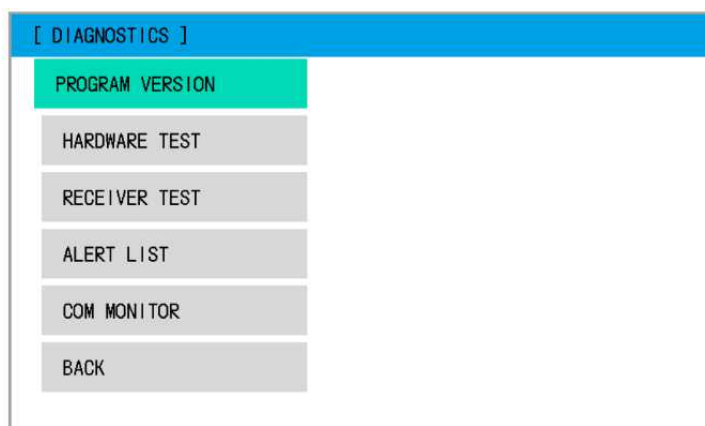 [ DIAGNOSTICS ]
PROGRAM VERSION
HARDWARE TEST
RECEIVER TEST
ALERT LIST
COM MONITOR
BACK